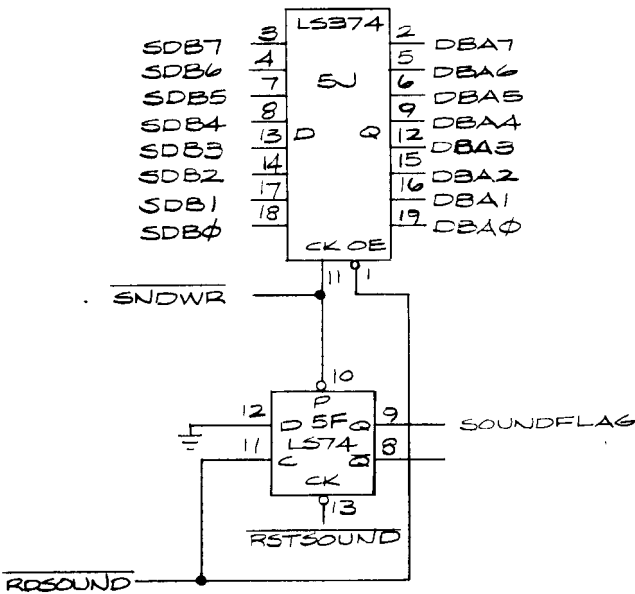 LS374
SDB7 3 2 DBA7
SDB6 4 5 DBA6
SDB5 7 5J 6 DBA5
SDB4 8 9 DBA4
SDB3 13 D Q 12 DBA3
SDB2 14 15 DBA2
SDB1 17 16 DBA1
SDBϕ 18 19 DBAϕ
CK OE
11 1
SNDWR
10
P
12 D 5F Q 9 SOUNDFLAG
11 C LS74 Q 8
CK
13
RSTSOUND
RDSOUND